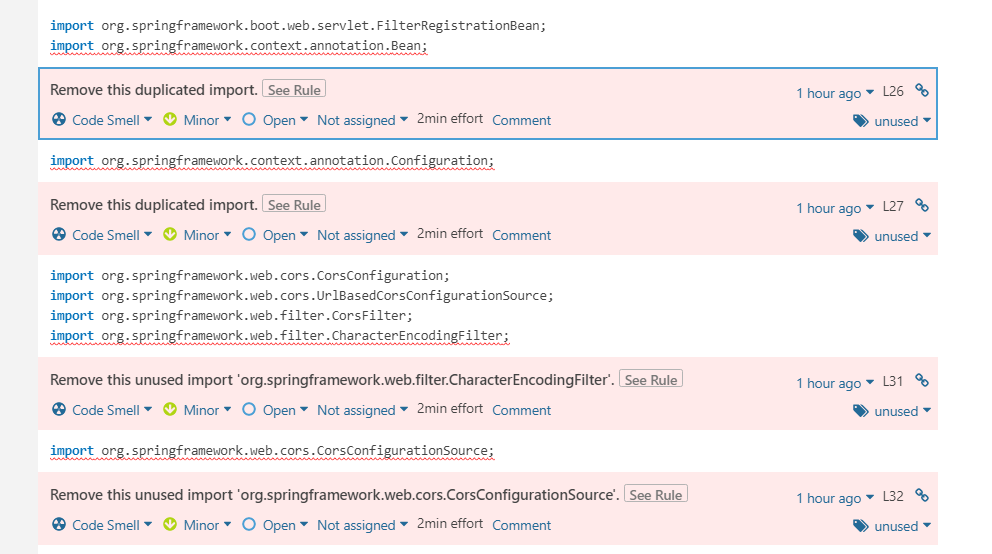 import org.springframework.boot.web.servlet.FilterRegistrationBean;
import org.springframework.context.annotation.Bean;
Remove this duplicated import. See Rule 1 hour ago L26
Code Smell Minor Open Not assigned 2min effort Comment unused
import org.springframework.context.annotation.Configuration;
Remove this duplicated import. See Rule 1 hour ago L27
Code Smell Minor Open Not assigned 2min effort Comment unused
import org.springframework.web.cors.CorsConfiguration;
import org.springframework.web.cors.UrlBasedCorsConfigurationSource;
import org.springframework.web.filter.CorsFilter;
import org.springframework.web.filter.CharacterEncodingFilter;
Remove this unused import 'org.springframework.web.filter.CharacterEncodingFilter'. See Rule 1 hour ago L31
Code Smell Minor Open Not assigned 2min effort Comment unused
import org.springframework.web.cors.CorsConfigurationSource;
Remove this unused import 'org.springframework.web.cors.CorsConfigurationSource'. See Rule 1 hour ago L32
Code Smell Minor Open Not assigned 2min effort Comment unused